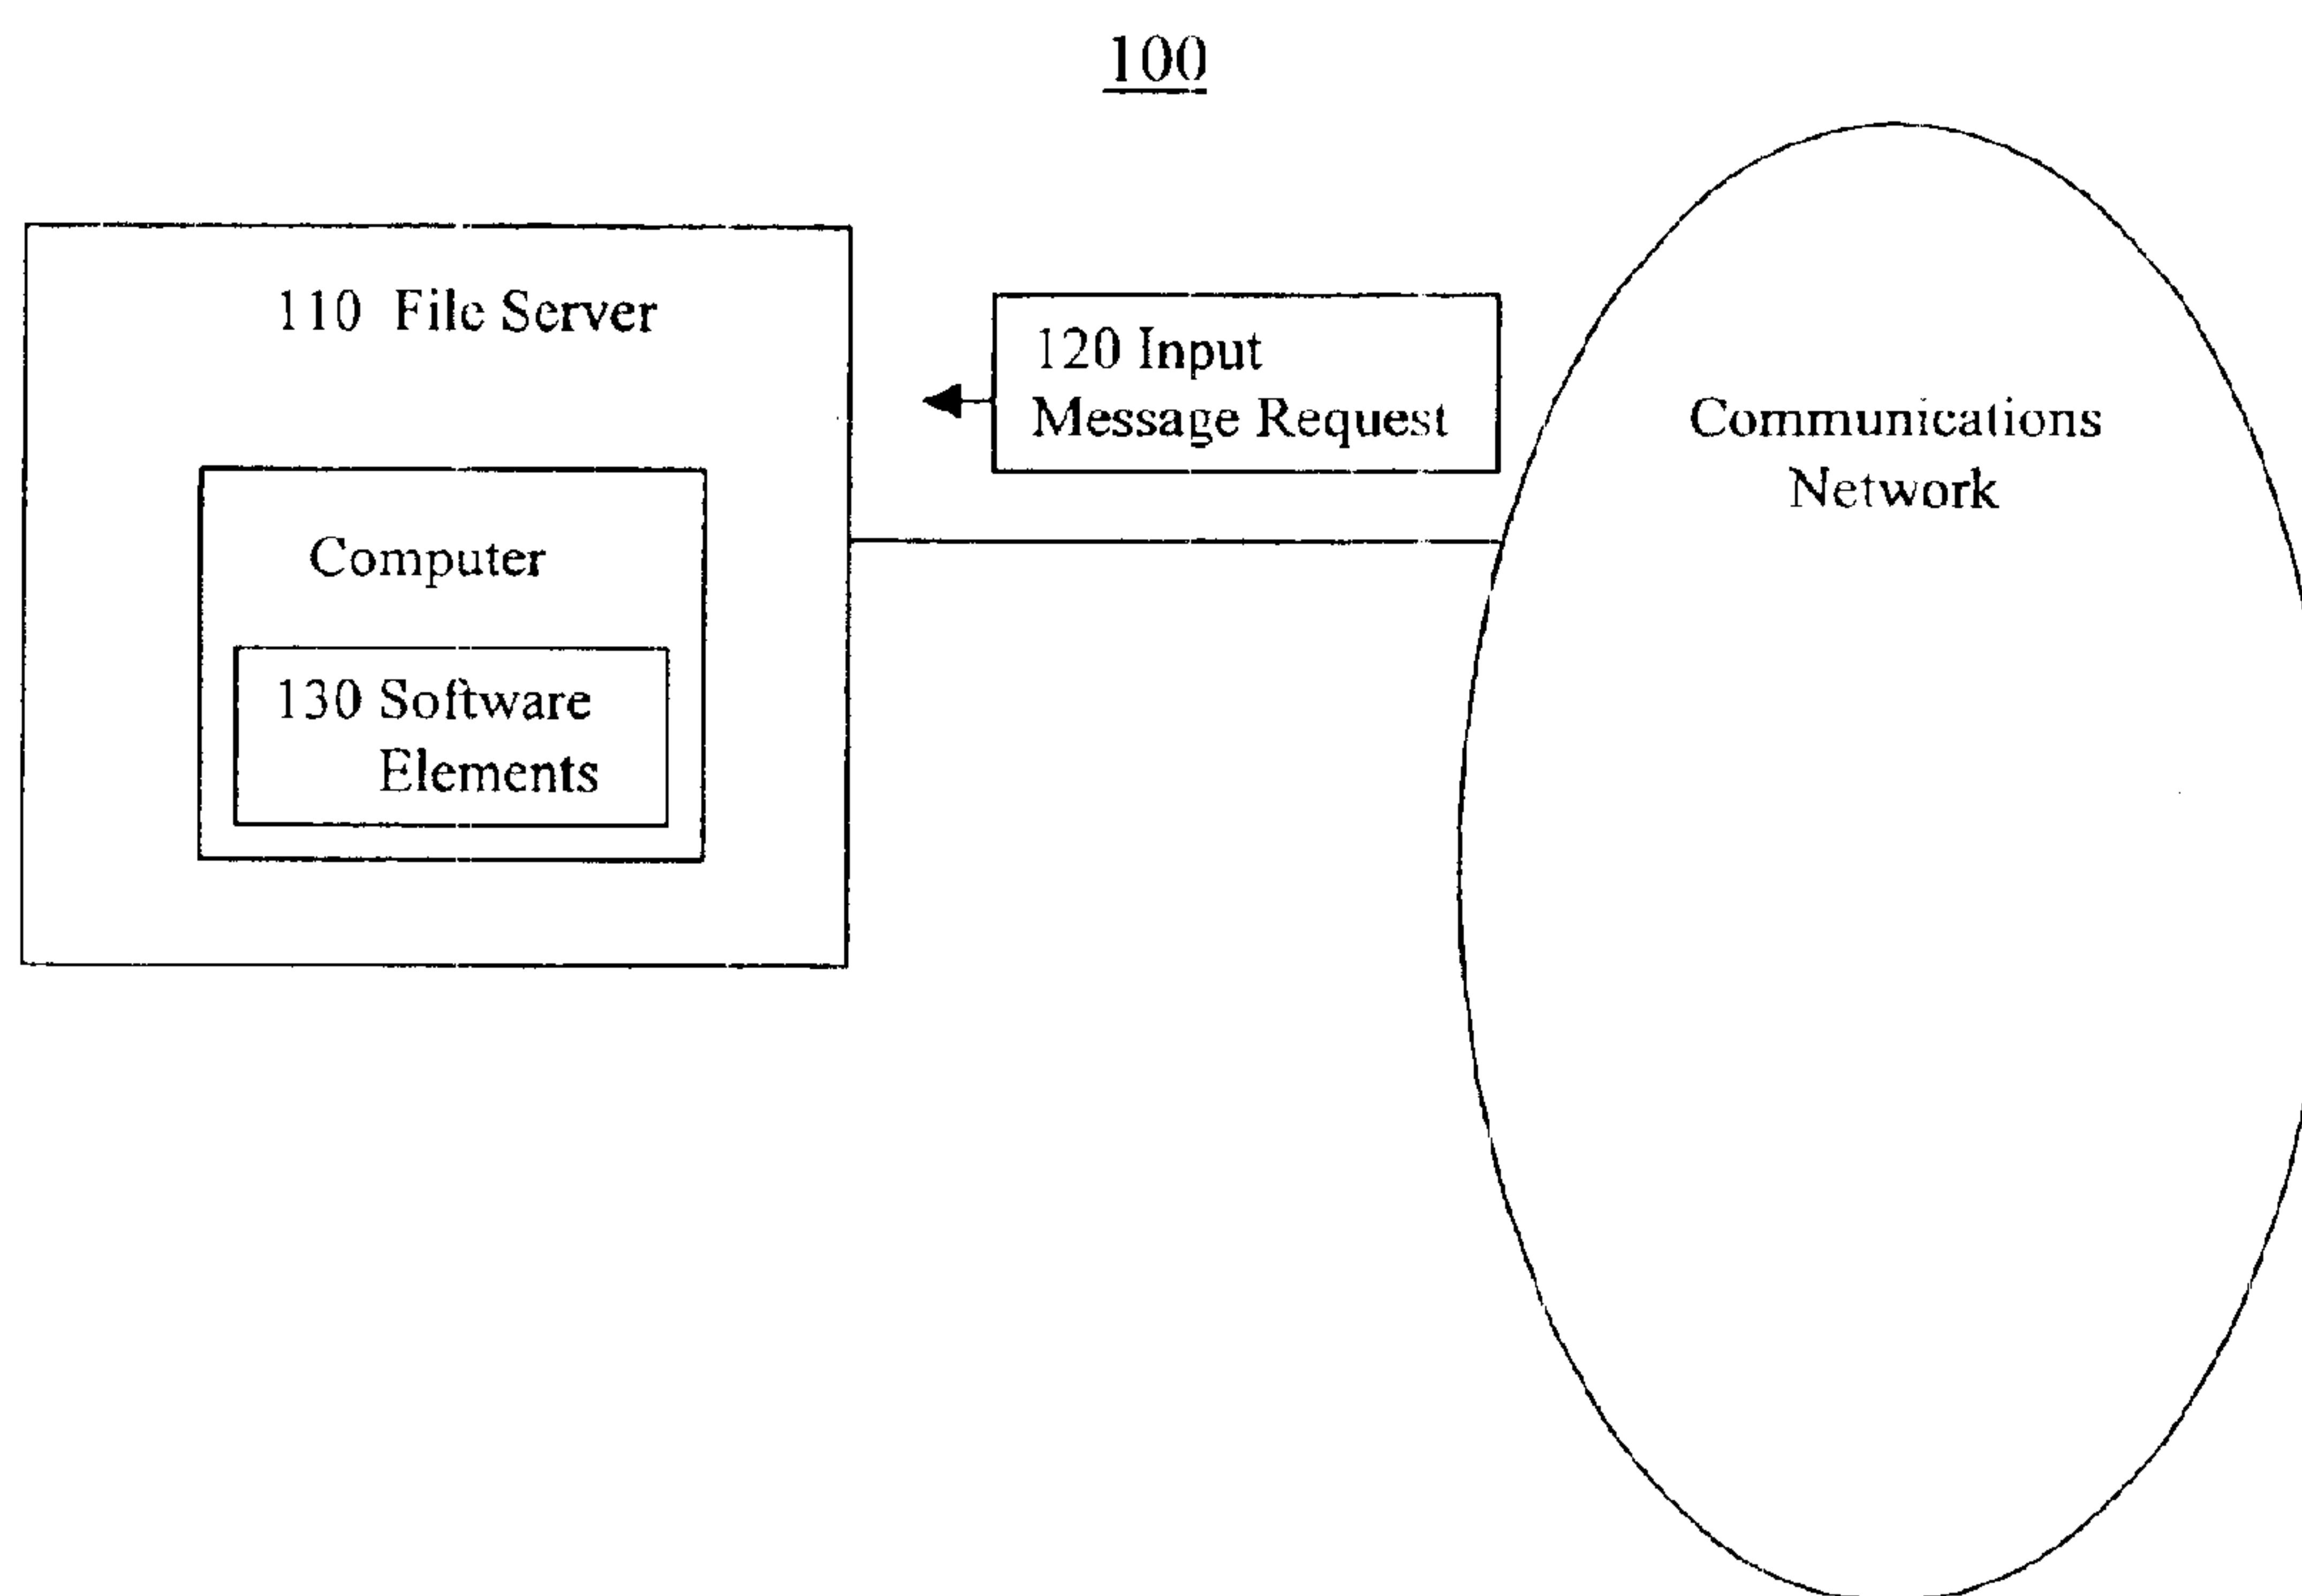 100
110 File Server
120 Input
Message Request
Communications
Network
Computer
130 Software
Elements